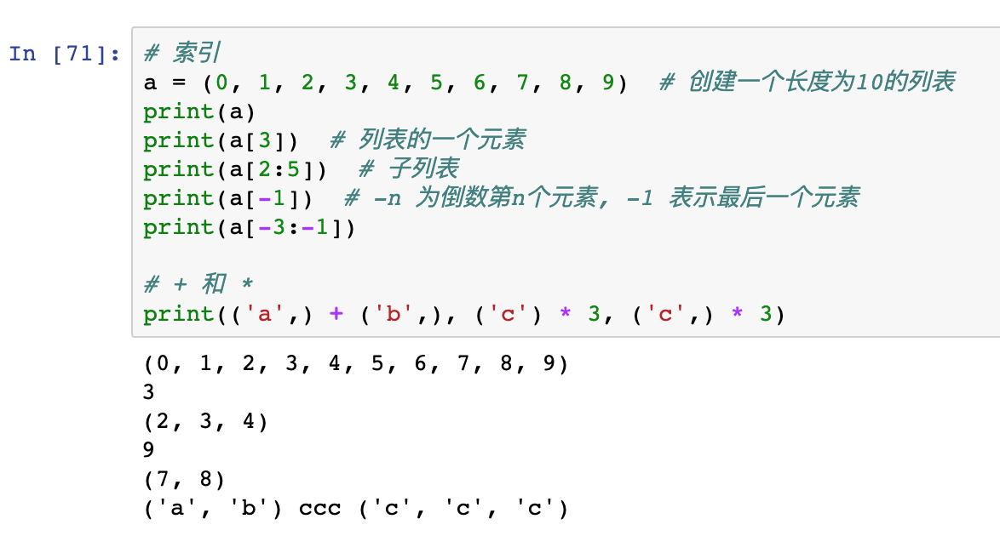 In [71]:
# 索引
a = (0, 1, 2, 3, 4, 5, 6, 7, 8, 9)  # 创建一个长度为10的列表
print(a)
print(a[3])  # 列表的一个元素
print(a[2:5])  # 子列表
print(a[-1])  # -n 为倒数第n个元素, -1 表示最后一个元素
print(a[-3:-1])
# + 和 *
print(('a',) + ('b',), ('c') * 3, ('c',) * 3)
(0, 1, 2, 3, 4, 5, 6, 7, 8, 9)
3
(2, 3, 4)
9
(7, 8)
('a', 'b') ccc ('c', 'c', 'c')